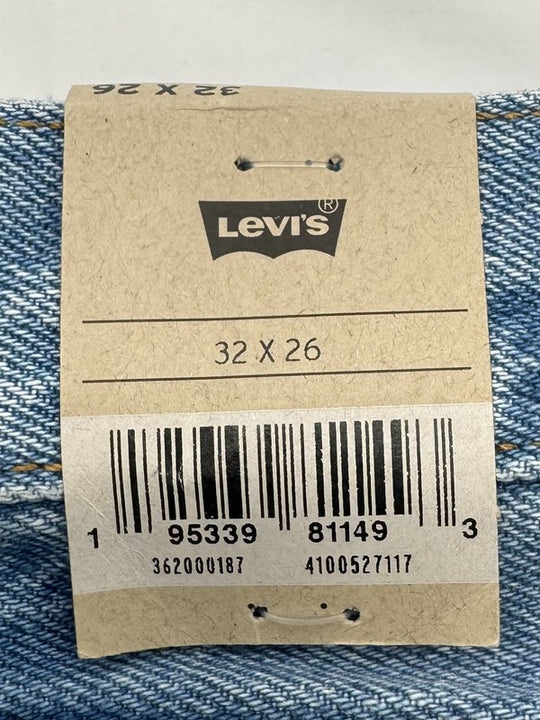 32 X 26
LEVI'S®
32 X 26
1 95339 81149 3
362000187 4100527117